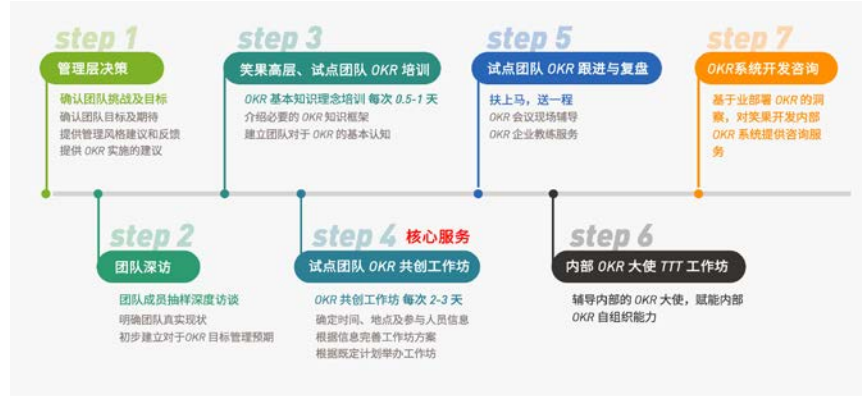 step 1
管理层决策
确认团队挑战及目标
确认团队目标及期待
提供管理风格建议和反馈
提供 OKR 实施的建议
step 3
笑果高层、试点团队 OKR 培训
OKR 基本知识理念培训 每次 0.5-1 天
介绍必要的 OKR 知识框架
建立团队对于 OKR 的基本认知
step 5
试点团队 OKR 跟进与复盘
扶上马，送一程
OKR 会议现场辅导
OKR 企业教练服务
step 7
OKR系统开发咨询
基于业部署 OKR 的洞
察，对笑果开发内部
OKR 系统提供咨询服
务
step 2
团队深访
团队成员抽样深度访谈
明确团队真实现状
初步建立对于OKR 目标管理预期
step 4 核心服务
试点团队 OKR 共创工作坊
OKR 共创工作坊 每次 2-3 天
确定时间、地点及参与人员信息
根据信息完善工作坊方案
根据既定计划举办工作坊
step 6
内部 OKR 大使 TTT 工作坊
辅导内部的 OKR 大使，赋能内部
OKR 自组织能力